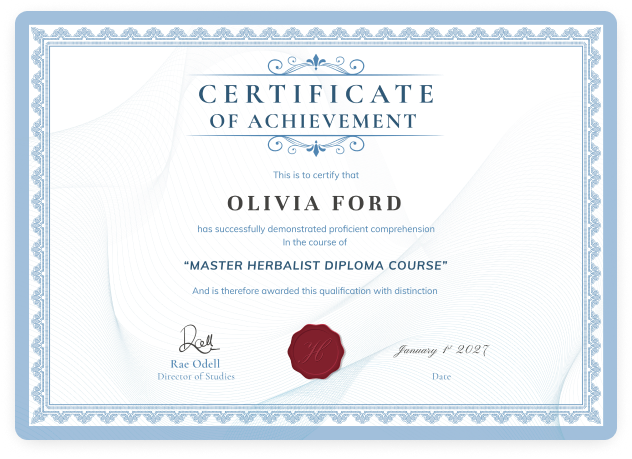 CERTIFICATE
OF ACHIEVEMENT
This is to certify that
OLIVIA FORD
has successfully demonstrated proficient comprehension
In the course of
“MASTER HERBALIST DIPLOMA COURSE”
And is therefore awarded this qualification with distinction
Rae Odell
Director of Studies
H
January 1st 2027
Date